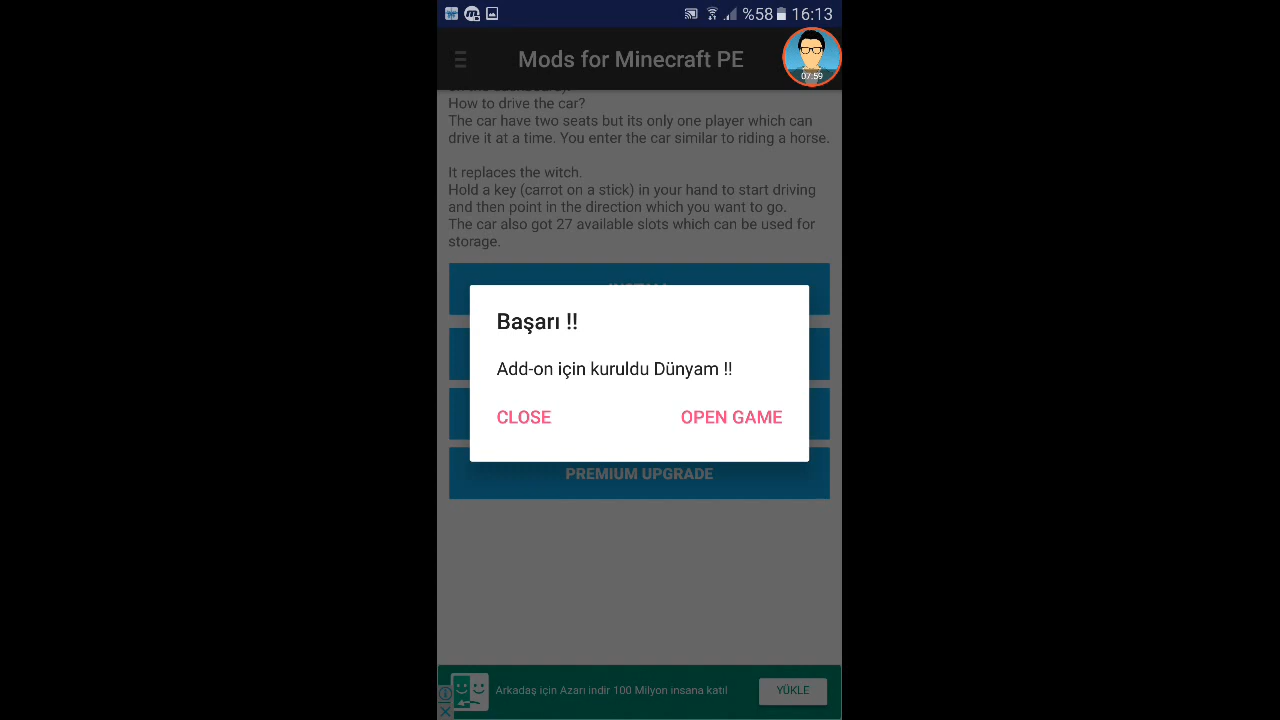 %58 16:13
Mods for Minecraft PE
07:59
How to drive the car?
The car have two seats but its only one player which can
drive it at a time. You enter the car similar to riding a horse.
It replaces the witch.
Hold a key (carrot on a stick) in your hand to start driving
and then point in the direction which you want to go.
The car also got 27 available slots which can be used for
storage.
Başarı !!
Add-on için kuruldu Dünyam !!
CLOSE OPEN GAME
PREMIUM UPGRADE
Arkadaş için Azarı indir 100 Milyon insana katıl
YÜKLE